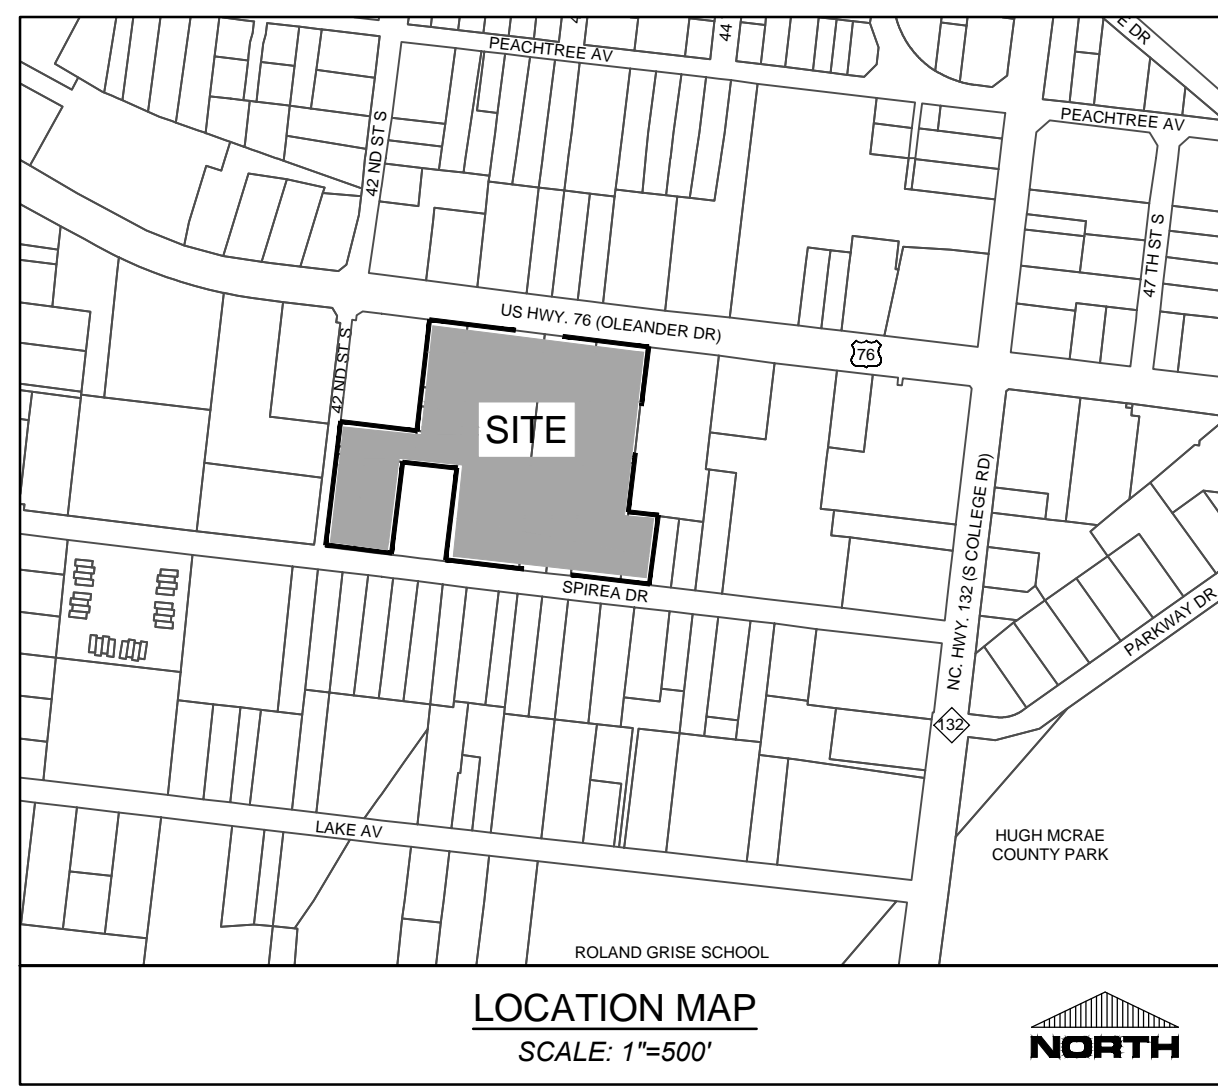 E DR
44
PEACHTREE AV
PEACHTREE AV
42 ND ST S
47 TH ST S
US HWY. 76 (OLEANDER DR)
76
42 ND ST S
SITE
NC. HWY. 132 (S COLLEGE RD)
SPIREA DR
PARKWAY DR
132
LAKE AV
HUGH MCRAE
COUNTY PARK
ROLAND GRISE SCHOOL
LOCATION MAP
SCALE: 1"=500'
NORTH